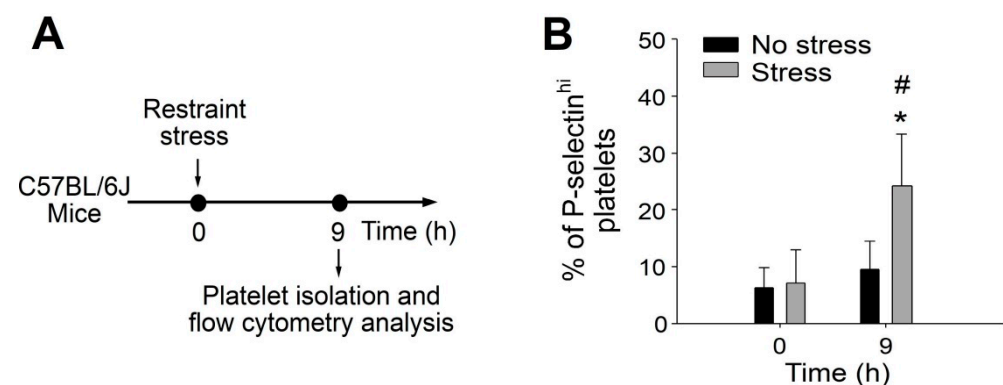 A
Restraint
stress
C57BL/6J
Mice
0
9
Time (h)
Platelet isolation and
flow cytometry analysis
B
% of P-selectinhi
platelets
50
40
30
20
10
0
No stress
Stress
#
*
0
9
Time (h)